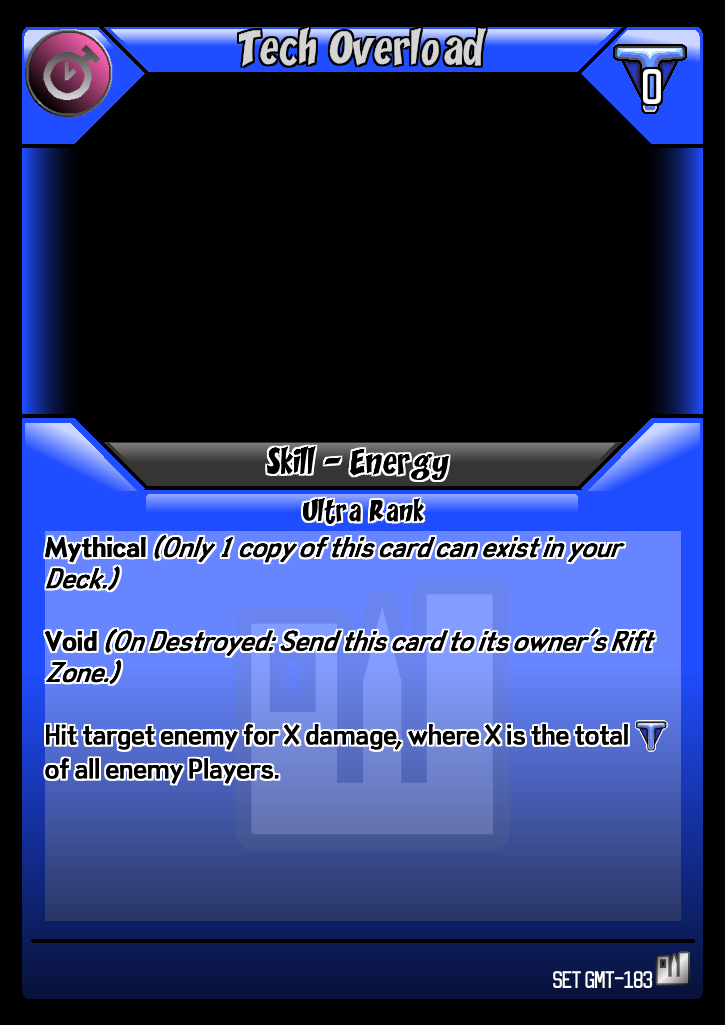 Tech Overload
0
Skill - Energy
Ultra Rank
Mythical (Only 1 copy of this card can exist in your
Deck.)
Void (On Destroyed: Send this card to its owner's Rift
Zone.)
Hit target enemy for X damage, where X is the total T
of all enemy Players.
SET GMT-183